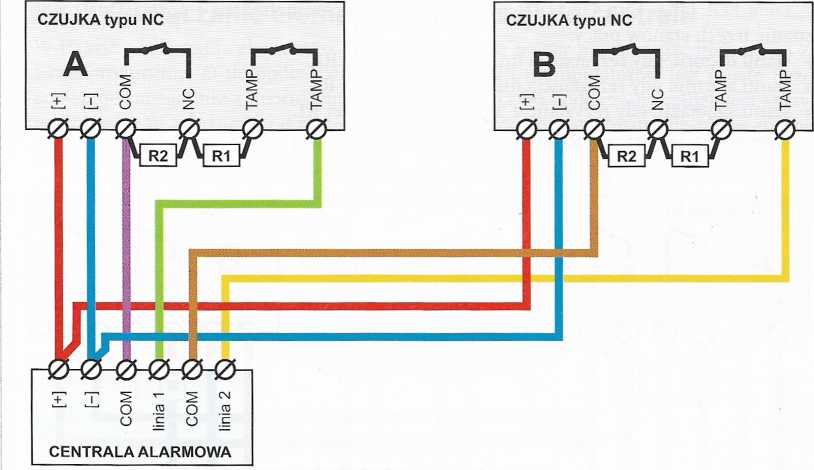 CZUJKA typu NC
A
[+]
[–]
COM
NC
TAMP
TAMP
R2
R1
CZUJKA typu NC
B
[+]
[–]
COM
NC
TAMP
TAMP
R2
R1
[+]
[–]
COM
linia 1
COM
linia 2
CENTRALA ALARMOWA